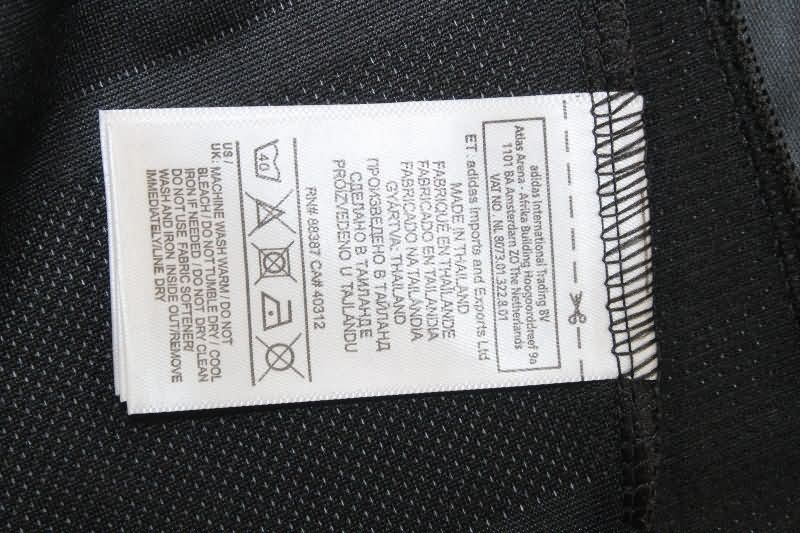 adidas International Trading BV
Atlas Arena - Afrika Building Hoogoorddreef 9a
1101 BA Amsterdam ZO The Netherlands
VAT NO. NL 8073.01.322.B.01
ET. adidas Imports and Exports Ltd
MADE IN THAILAND
FABRIQUÉ EN THAÏLANDE
FABRICADO EN TAILANDIA
FABRICADO NA TAILÂNDIA
GYÁRTVA: THAILAND
ПРОИЗВЕДЕНО В ТАЙЛАНД
СДЕЛАНО В ТАИЛАНДЕ
PROIZVEDENO U TAJLANDU
RN# 88387 CA# 40312
40
US /
UK: MACHINE WASH WARM / DO NOT
BLEACH / DO NOT TUMBLE DRY / COOL
IRON IF NEEDED / DO NOT DRY CLEAN
DO NOT USE FABRIC SOFTENER/
WASH AND IRON INSIDE OUT/REMOVE
IMMEDIATELY/LINE DRY